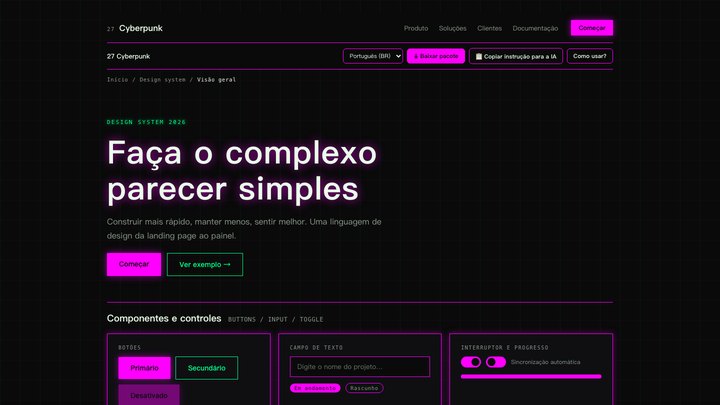 27 Cyberpunk
Produto Soluções Clientes Documentação Começar
27 Cyberpunk
Português (BR) Baixar pacote Copiar instrução para a IA Como usar?
Início / Design system / Visão geral
DESIGN SYSTEM 2026
Faça o complexo
parecer simples
Construir mais rápido, manter menos, sentir melhor. Uma linguagem de
design da landing page ao painel.
Começar Ver exemplo →
Componentes e controles BUTTONS / INPUT / TOGGLE
BOTÕES
Primário Secundário
Desativado
CAMPO DE TEXTO
Digite o nome do projeto...
Em andamento Rascunho
INTERRUPTOR E PROGRESSO
Sincronização automática